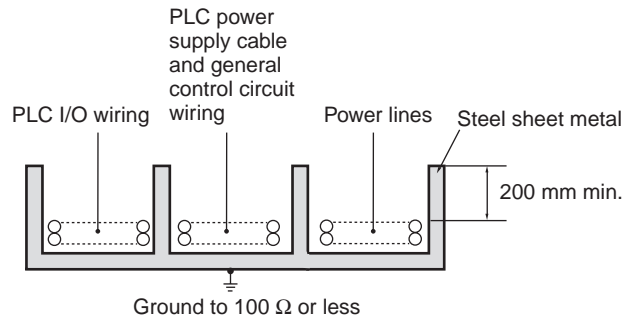 PLC power
supply cable
and general
control circuit
wiring
PLC I/O wiring
Power lines
Steel sheet metal
200 mm min.
Ground to 100 Ω or less